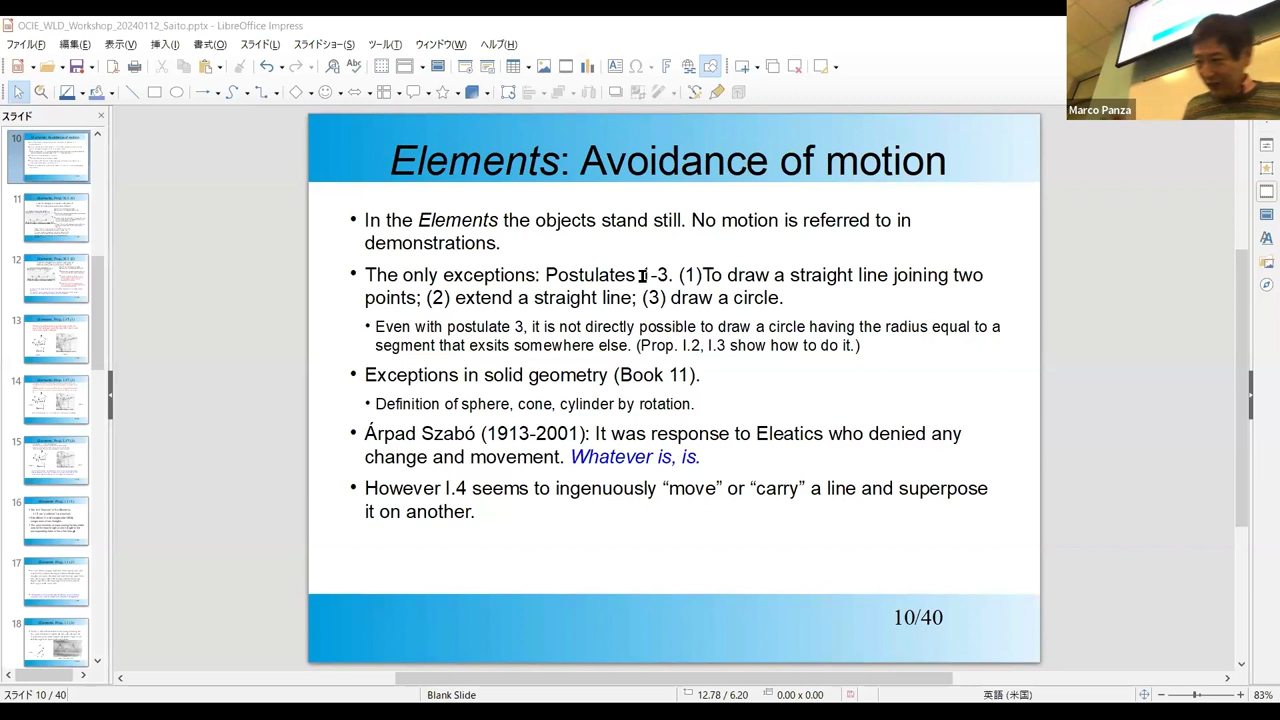 OCIE_WLD_Workshop_20240112_Saito.pptx - LibreOffice Impress
ファイル(F) 編集(E) 表示(V) 挿入(I) 書式(O) スライド(L) スライドショー(S) ツール(T) ウィンドウ(W) ヘルプ(H)
Marco Panza
スライド
10
11
12
13
14
15
16
17
18
Elements: Avoidance of motion
• In the Elements the objects stand still. No motion is referred to in
demonstrations.
• The only exceptions: Postulates 1-3. (1)To draw a straight line joining two
points; (2) extend a straight line; (3) draw a circle.
• Even with postulate 3, it is not directly possible to draw a circle having the radius equal to a
segment that exsits somewhere else. (Prop. I.2, I.3 show how to do it.)
• Exceptions in solid geometry (Book 11).
• Definition of sphere, cone, cylinder by rotation.
• Árpad Szabó (1913-2001): It was response to Eleatics who denied any
change and movement. Whatever is, is.
• However I.4 seems to ingenuously “move” or “carry” a line and superpose
it on another.
10/40
スライド 10 / 40 Blank Slide 12.78 / 6.20 0.00 x 0.00 英語 (米国) 83%